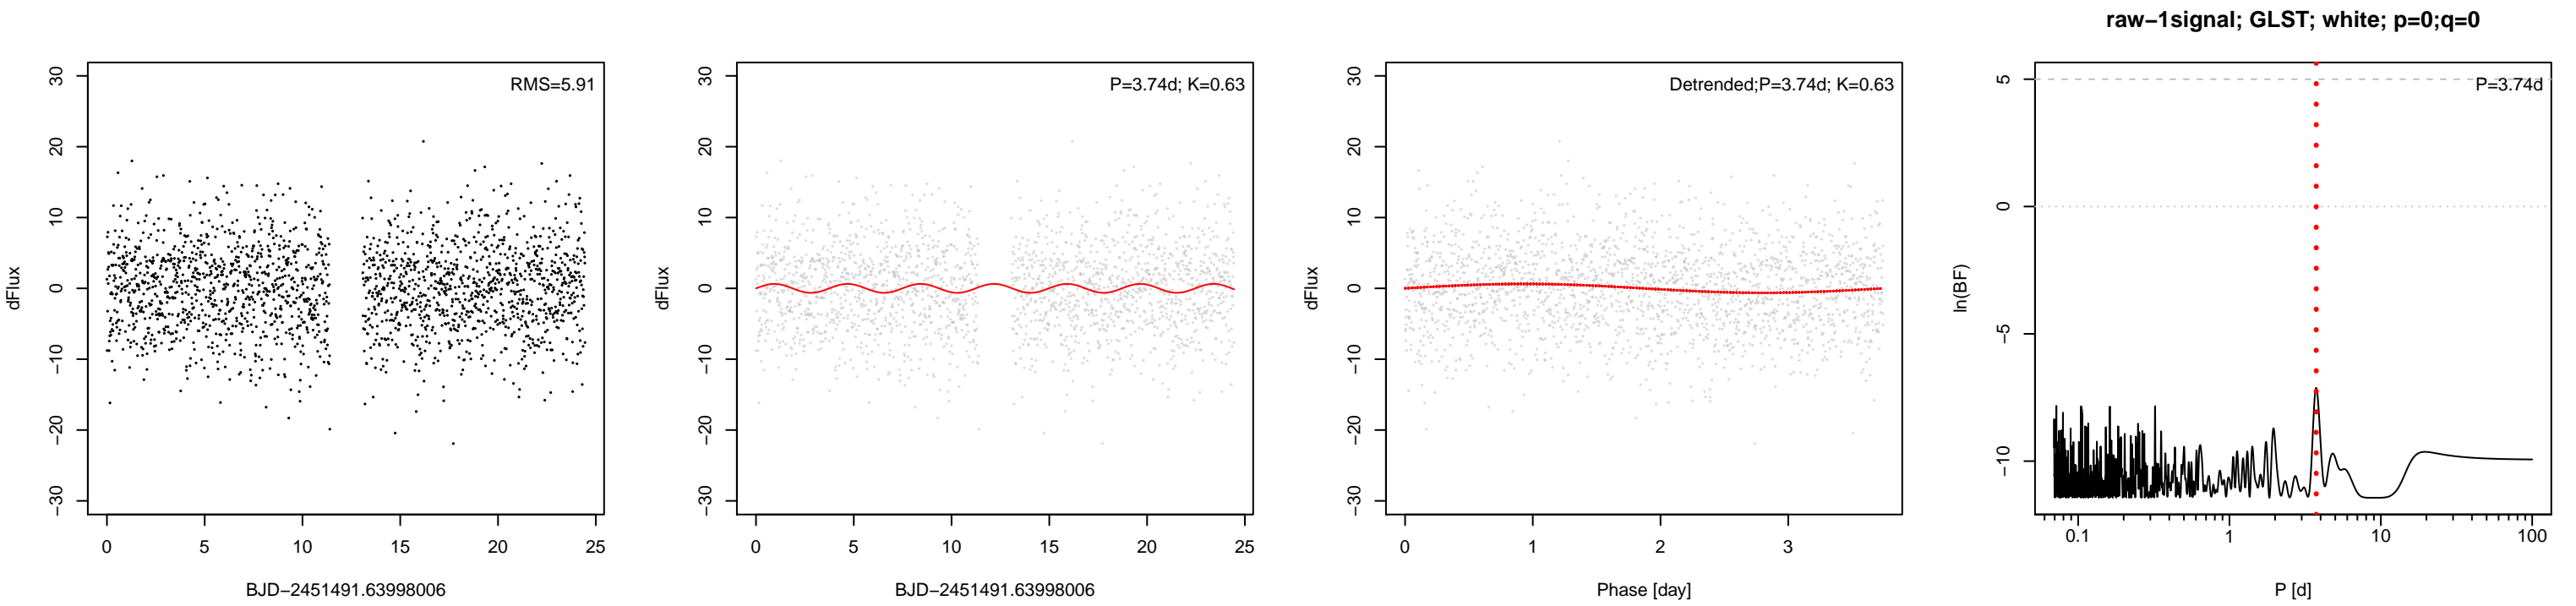 raw−1signal; GLST; white; p=0;q=0
RMS=5.91
dFlux
30
20
10
0
−10
−20
−30
0 5 10 15 20 25
BJD−2451491.63998006
P=3.74d; K=0.63
dFlux
30
20
10
0
−10
−20
−30
0 5 10 15 20 25
BJD−2451491.63998006
Detrended;P=3.74d; K=0.63
dFlux
30
20
10
0
−10
−20
−30
0 1 2 3
Phase [day]
P=3.74d
ln(BF)
5
0
−5
−10
0.1 1 10 100
P [d]